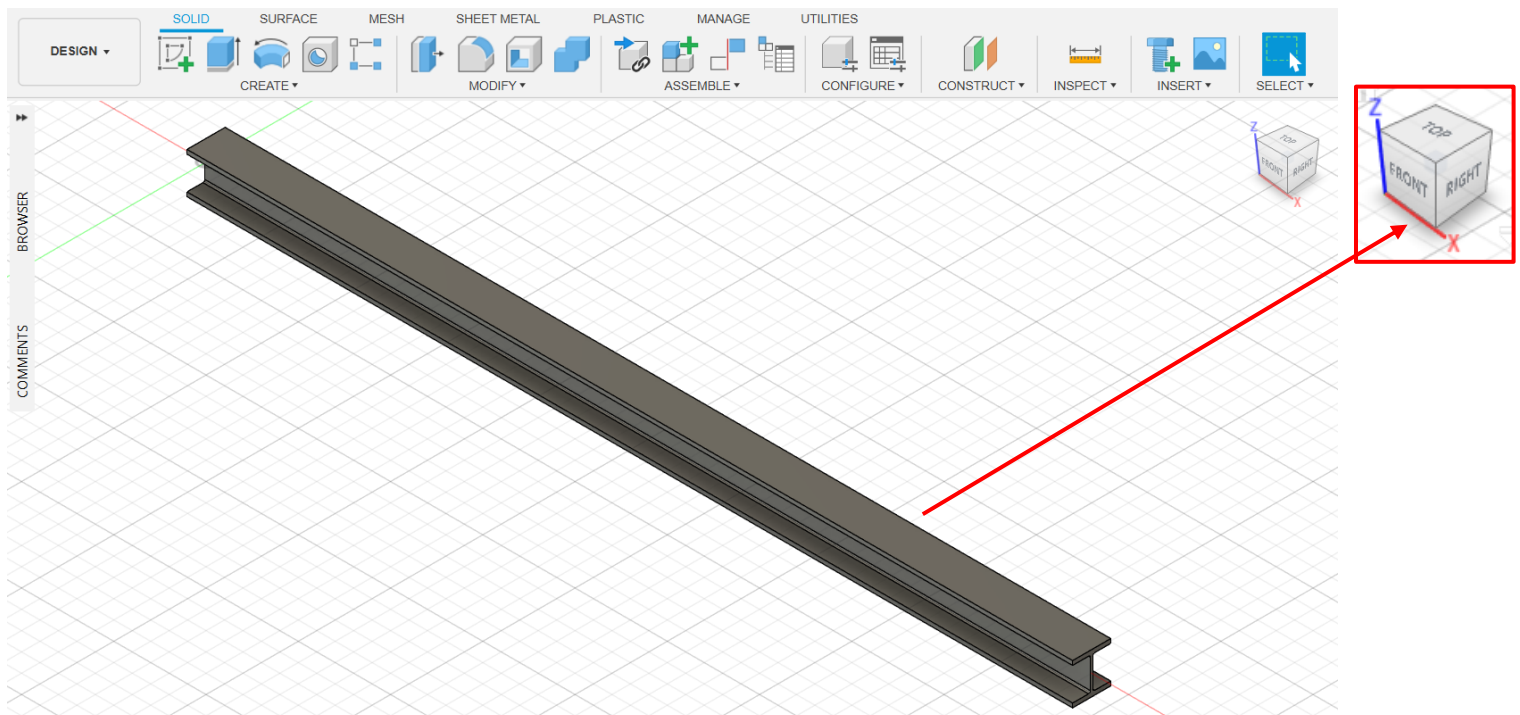 SOLID SURFACE MESH SHEET METAL PLASTIC MANAGE UTILITIES
DESIGN ▾
CREATE ▾ MODIFY ▾ ASSEMBLE ▾ CONFIGURE ▾ CONSTRUCT ▾ INSPECT ▾ INSERT ▾ SELECT ▾
BROWSER
COMMENTS
Z
TOP
FRONT RIGHT
X
Z
TOP
FRONT RIGHT
X